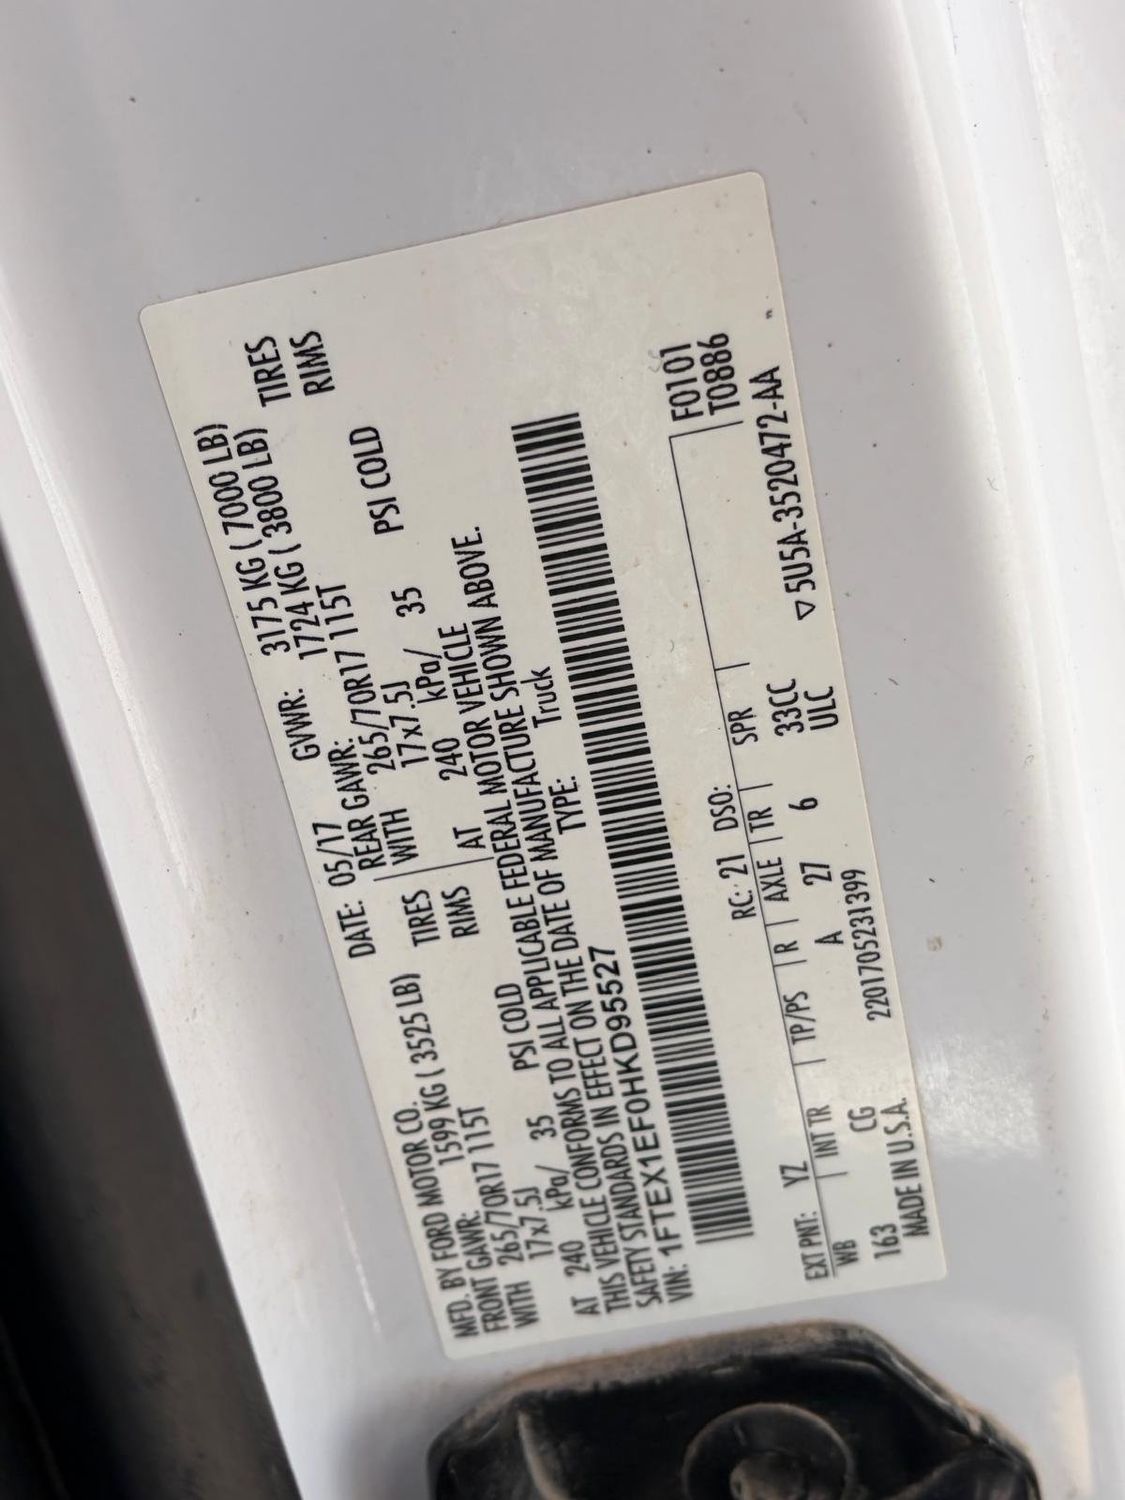 MFD. BY FORD MOTOR CO. DATE: 05/17 GVWR: 3175 KG ( 7000 LB)
FRONT GAWR: 1599 KG ( 3525 LB) REAR GAWR: 1724 KG ( 3800 LB)
WITH 265/70R17 115T TIRES WITH 265/70R17 115T TIRES
17x7.5J RIMS 17x7.5J RIMS
AT 240 kPa/ 35 PSI COLD AT 240 kPa/ 35 PSI COLD
THIS VEHICLE CONFORMS TO ALL APPLICABLE FEDERAL MOTOR VEHICLE
SAFETY STANDARDS IN EFFECT ON THE DATE OF MANUFACTURE SHOWN ABOVE.
VIN: 1FTEX1EF0HKD95527 TYPE: Truck
F0101
T0886
EXT PNT: YZ RC: 21 DSO:
WB INT TR TP/PS R AXLE TR SPR
163 CG A 27 6 33CC
ULC
MADE IN U.S.A. 2201705231399 ▽5U5A-3520472-AA